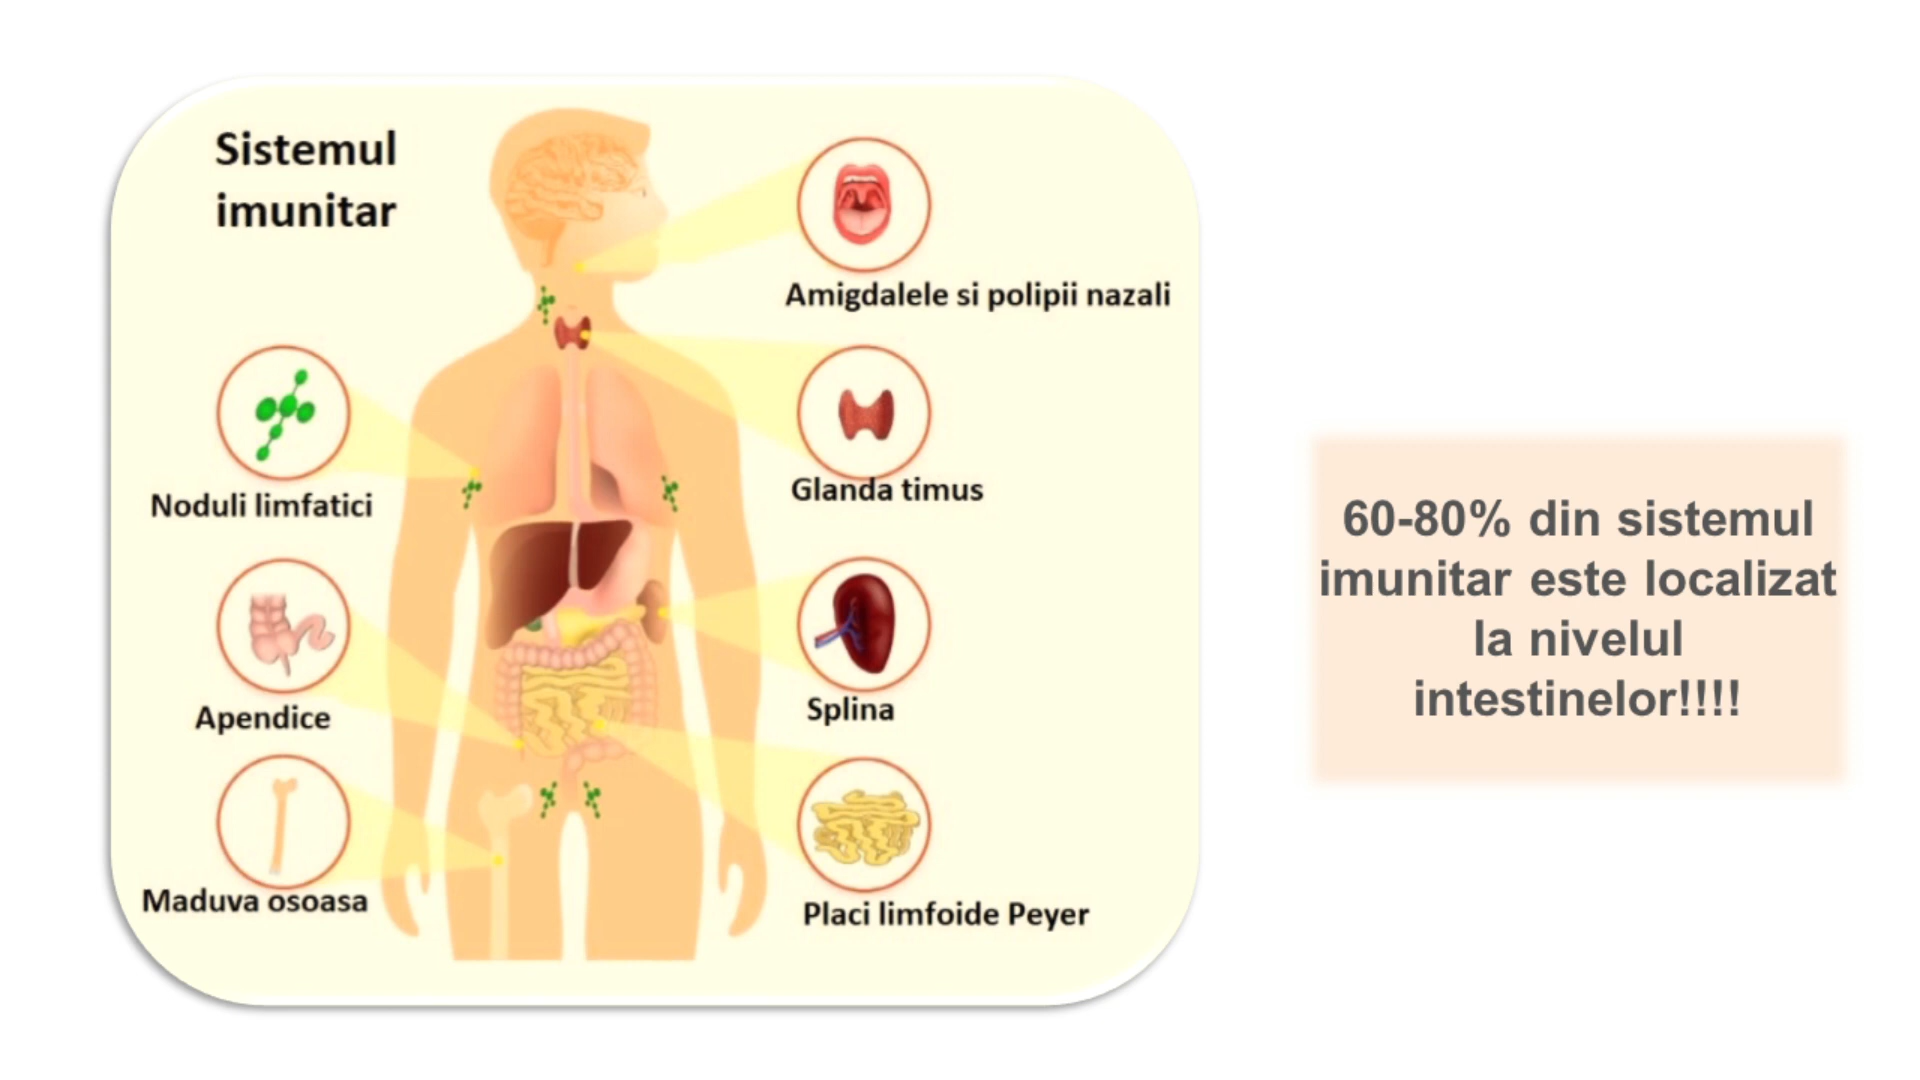 Sistemul
imunitar
Amigdalele si polipii nazali
Noduli limfatici
Glanda timus
Apendice
Splina
Maduva osoasa
Placi limfoide Peyer
60-80% din sistemul
imunitar este localizat
la nivelul
intestinelor!!!!